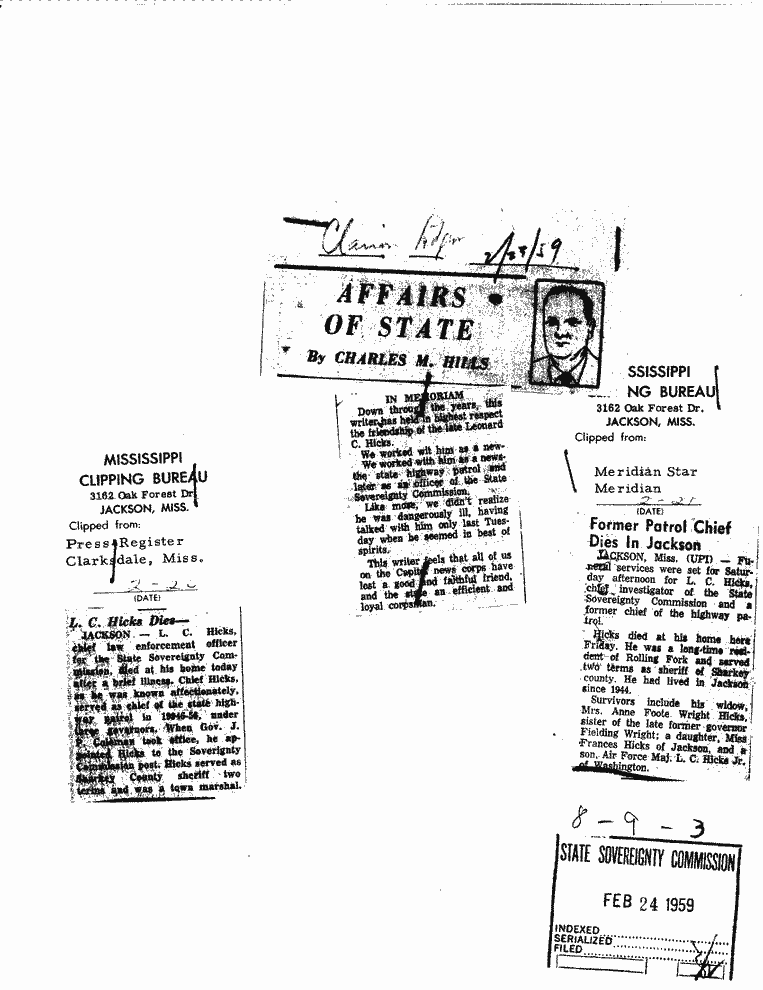 2/23/59
AFFAIRS
OF STATE
By CHARLES M. HILLS
IN MEMORIAM
Down through the years, this
writer has held in highest respect
the friendship of the late Leonard
C. Hicks.
We worked wit him as a new-
We worked with him as a news-
the state highway patrol and
later as an officer of the State
Sovereignty Commission.
Like most, we didn't realize
he was dangerously ill, having
talked with him only last Tues-
day when he seemed in best of
spirits.
This writer feels that all of us
on the Capitol news corps have
lost a good and faithful friend,
and the state an efficient and
loyal corpsman.
MISSISSIPPI
CLIPPING BUREAU
3162 Oak Forest Dr
JACKSON, MISS.
Clipped from:
Press Register
Clarksdale, Miss.
2-20
(DATE)
L. C. Hicks Dies—
JACKSON — L. C. Hicks,
chief law enforcement officer
for the State Sovereignty Com-
mission, died at his home today
after a brief illness. Chief Hicks,
as he was known affectionately,
served as chief of the state high-
way patrol in 19946-56, under
three governors. When Gov. J.
P. Coleman took office, he ap-
pointed Hicks to the Soverignty
Commission post. Hicks served as
Sharkey County sheriff two
terms and was a town marshal.
SSISSIPPI
NG BUREAU
3162 Oak Forest Dr.
JACKSON, MISS.
Clipped from:
Meridian Star
Meridian
2-21
(DATE)
Former Patrol Chief
Dies In Jackson
JACKSON, Miss. (UPI) — Fu-
neral services were set for Satur-
day afternoon for L. C. Hicks,
chief investigator of the State
Sovereignty Commission and a
former chief of the highway pa-
trol.
Hicks died at his home here
Friday. He was a long-time resi-
dent of Rolling Fork and served
two terms as sheriff of Sharkey
county. He had lived in Jackson
since 1944.
Survivors include his widow,
Mrs. Anne Foote Wright Hicks,
sister of the late former governor
Fielding Wright; a daughter, Miss
Frances Hicks of Jackson, and a
son, Air Force Maj. L. C. Hicks Jr.
of Washington.
8-9-3
STATE SOVEREIGNTY COMMISSION
FEB 24 1959
INDEXED
SERIALIZED
FILED